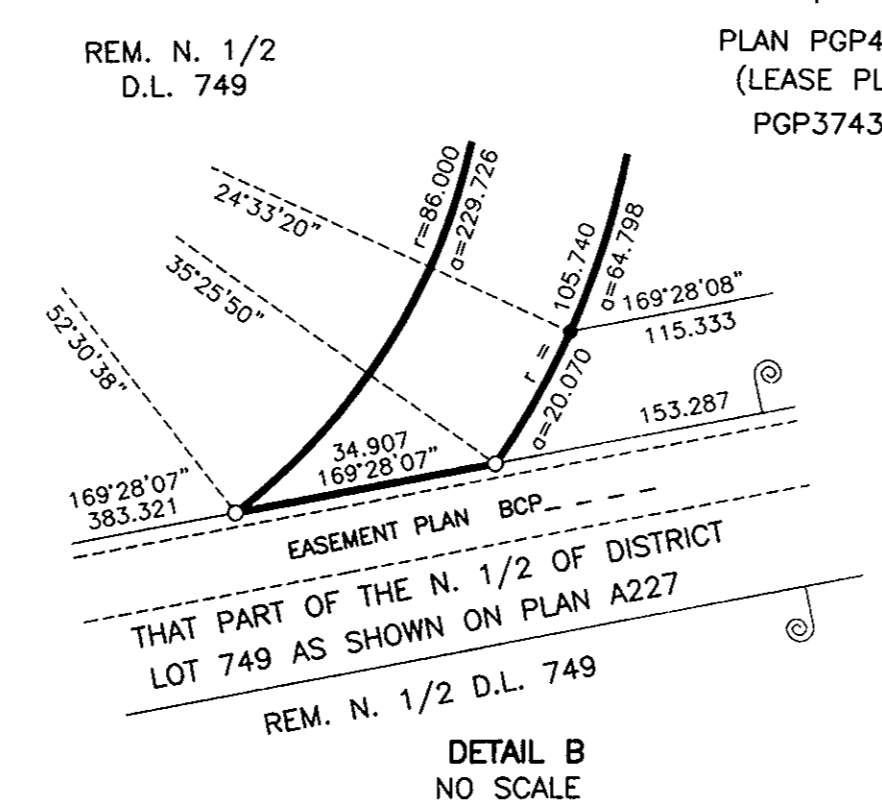 REM. N. 1/2
D.L. 749
PLAN PGP4
(LEASE PL
PGP3743
24°33'20"
r=86.000
a=229.726
35°25'50"
105.740
r =
a=64.798
169°28'08"
115.333
52°30'38"
a=20.070
153.287
34.907
169°28'07"
169°28'07"
383.321
EASEMENT PLAN BCP_ _ _ _
THAT PART OF THE N. 1/2 OF DISTRICT
LOT 749 AS SHOWN ON PLAN A227
REM. N. 1/2 D.L. 749
DETAIL B
NO SCALE